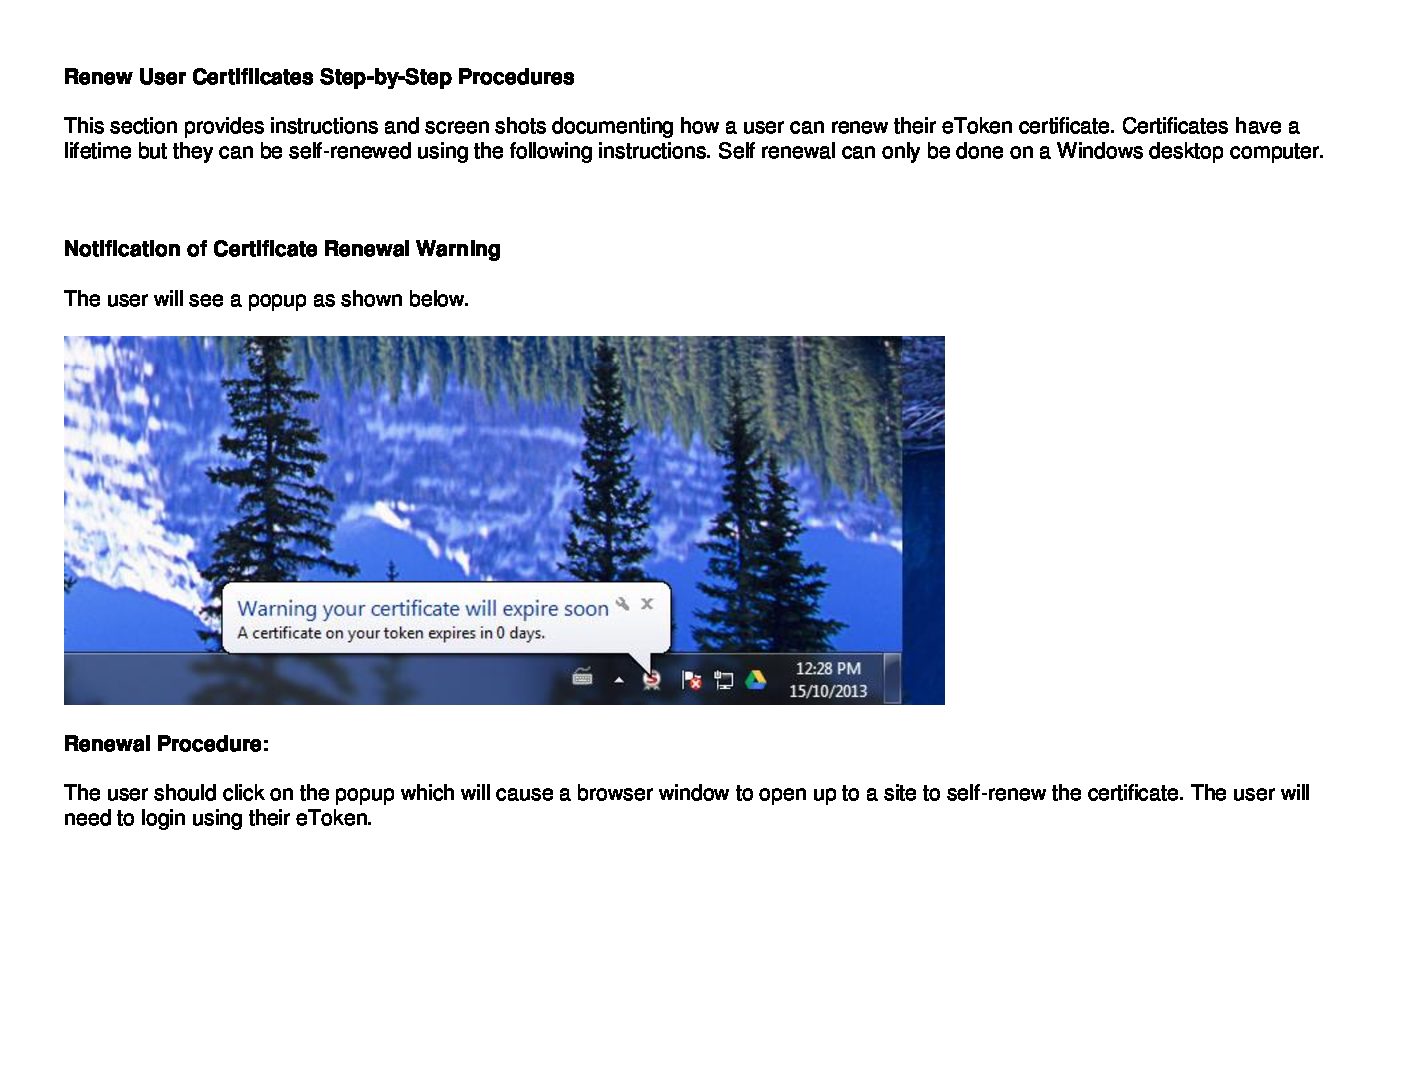 Renew User Certifiicates Step-by-Step Procedures
This section provides instructions and screen shots documenting how a user can renew their eToken certificate. Certificates have a
lifetime but they can be self-renewed using the following instructions. Self renewal can only be done on a Windows desktop computer.
Notification of Certificate Renewal Warning
The user will see a popup as shown below.
Warning your certificate will expire soon
A certificate on your token expires in 0 days.
12:28 PM
15/10/2013
Renewal Procedure:
The user should click on the popup which will cause a browser window to open up to a site to self-renew the certificate. The user will
need to login using their eToken.